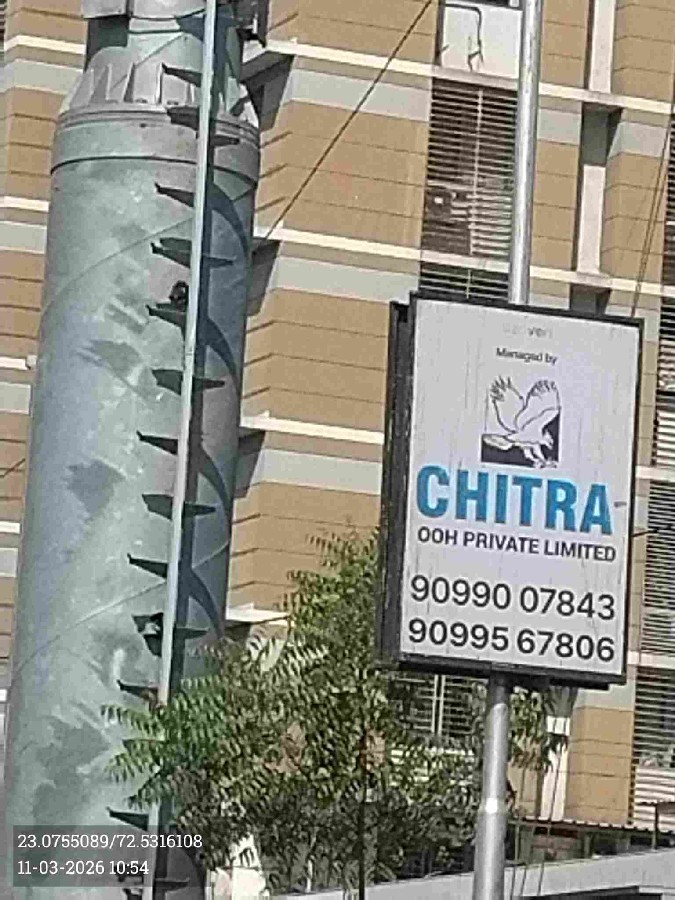 Managed by
CHITRA
OOH PRIVATE LIMITED
90990 07843
90995 67806
23.0755089/72.5316108
11-03-2026 10:54